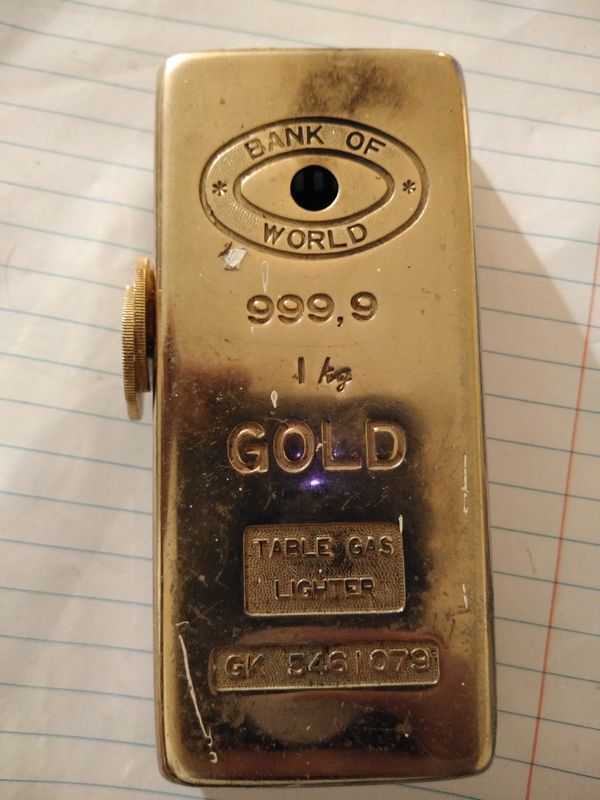 BANK OF
* *
WORLD
999,9
1 kg
GOLD
TABLE GAS
LIGHTER
GK 5461079